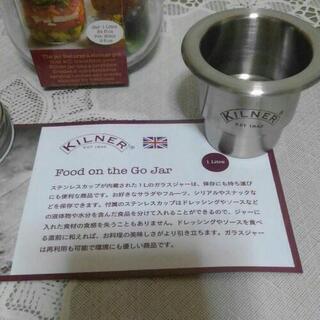 Jar 1 Litre
KILNER
EST 1842
KILNER®
EST 1842
Food on the Go Jar
1 Litre
ステンレスカップが内蔵された1Lのガラスジャーは、保存にも持ち運び
にも便利な商品です。お好きなサラダやフルーツ、シリアルやスナックな
どを保存できます。付属のステンレスカップはドレッシングやソースなど
の液体物や水分を含んだ食品を分けて入れることができるので、ジャーに
入れた食材の食感を失うこともありません。ドレッシングやソースを食べ
る直前に和えれば、お料理の美味しさがより引き立ちます。ガラスジャー
は再利用も可能で環境にも優しい商品です。